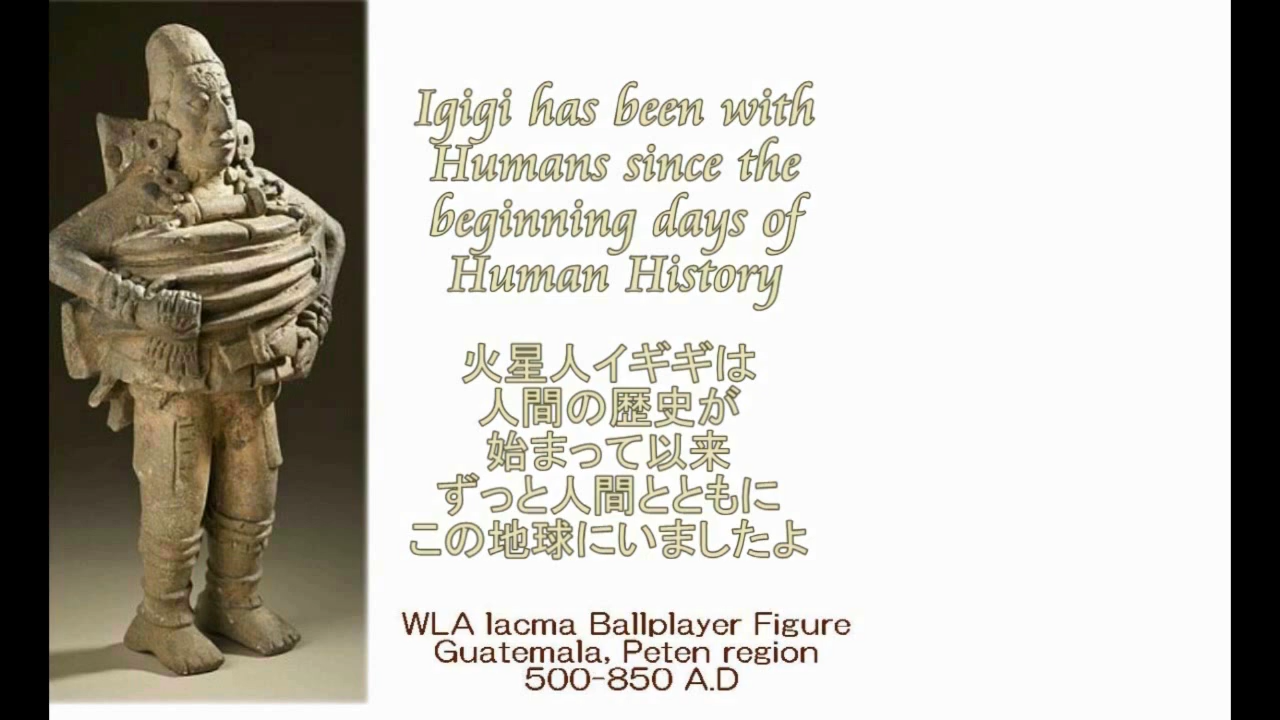 Igigi has been with
Humans since the
beginning days of
Human History
火星人イギギは
人間の歴史が
始まって以来
ずっと人間とともに
この地球にいましたよ
WLA lacma Ballplayer Figure
Guatemala, Peten region
500-850 A.D